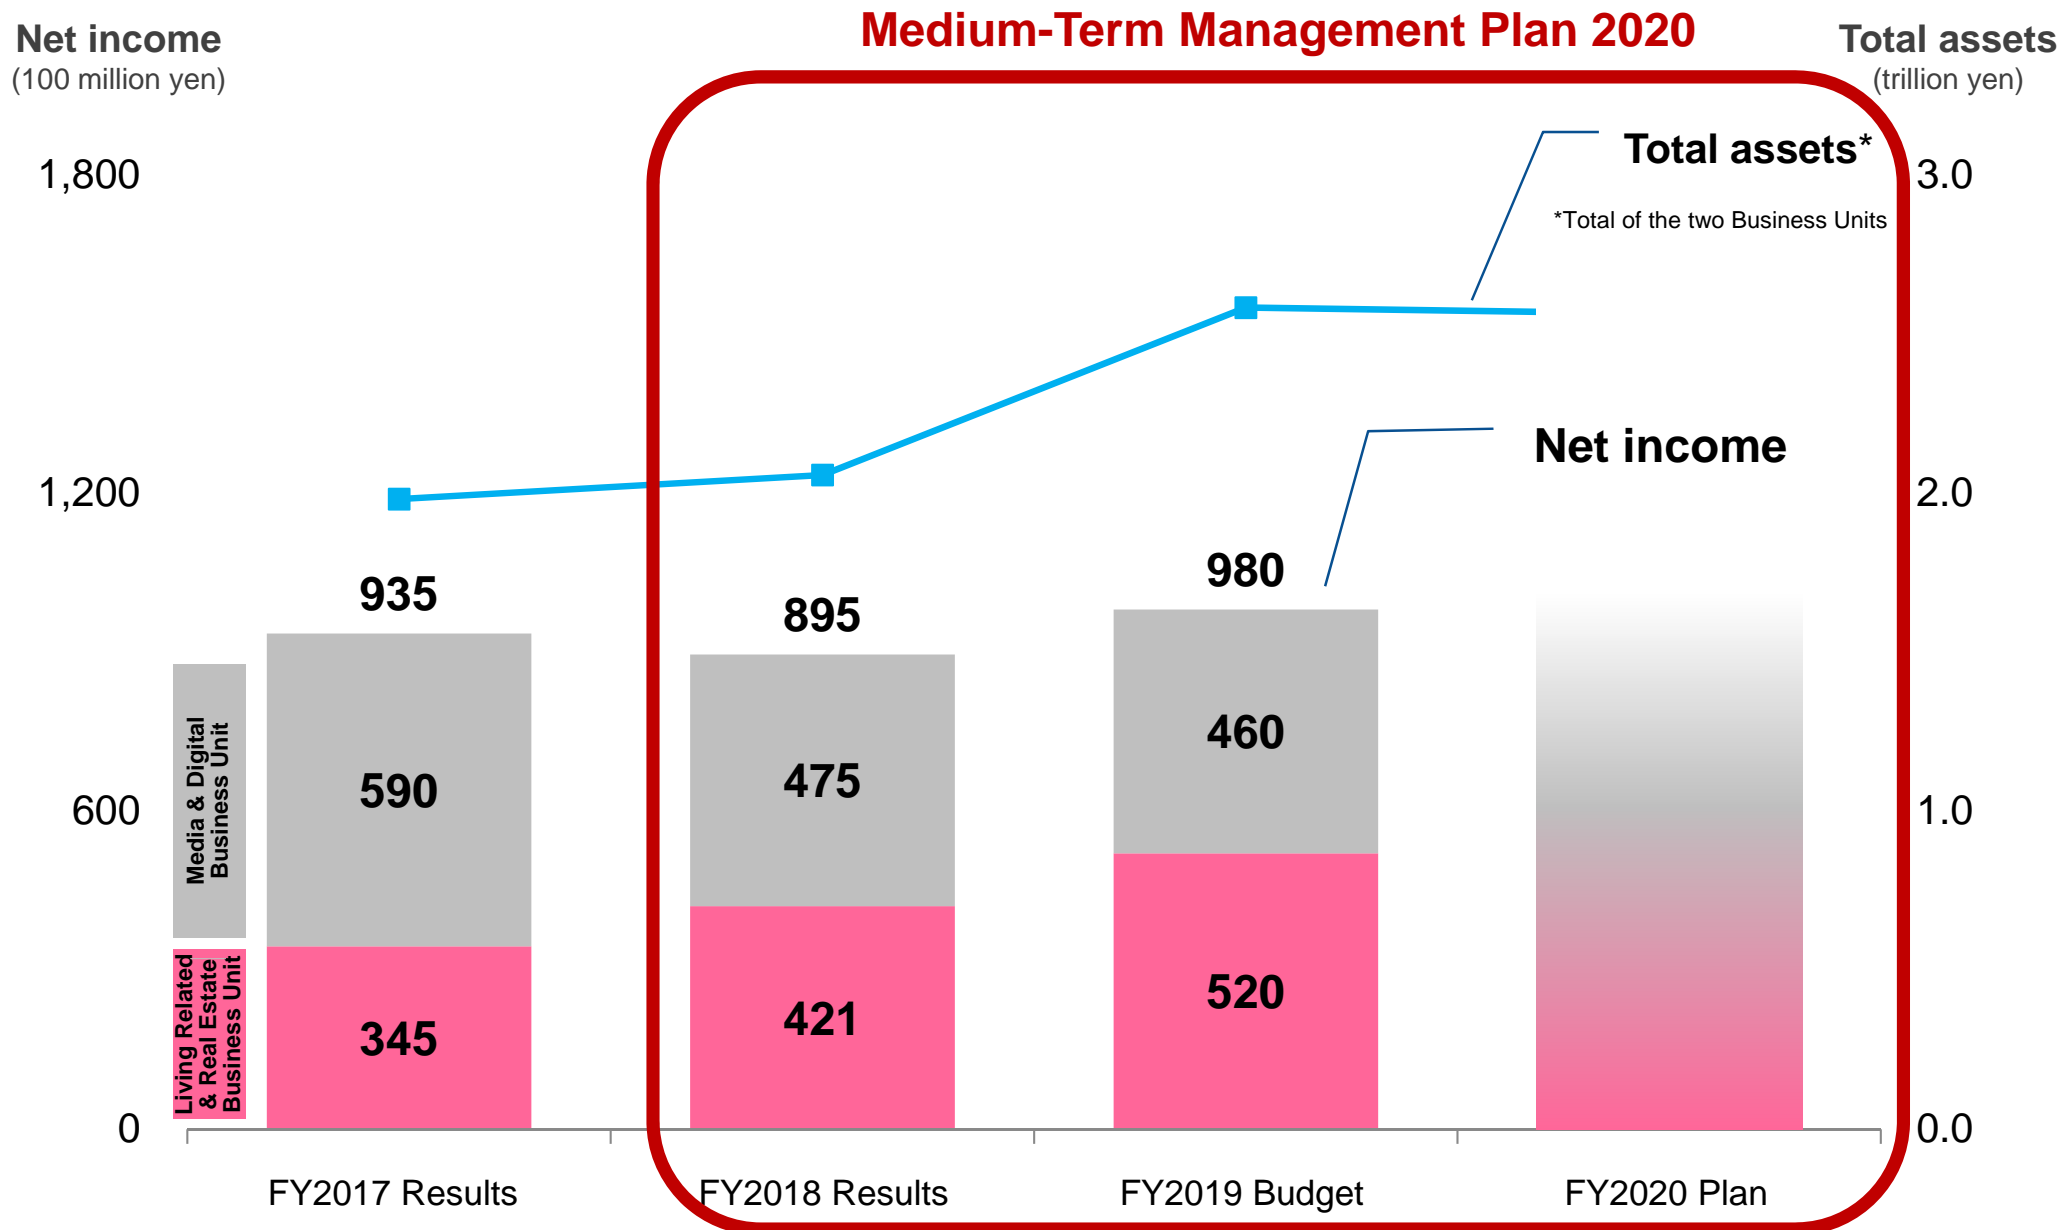 Medium-Term Management Plan 2020
Net income
(100 million yen)
Total assets
(trillion yen)
1,800
1,200
600
0
3.0
2.0
1.0
0.0
Total assets*
*Total of the two Business Units
Net income
935
590
345
895
475
421
980
460
520
Media & Digital
Business Unit
Living Related
& Real Estate
Business Unit
FY2017 Results
FY2018 Results
FY2019 Budget
FY2020 Plan